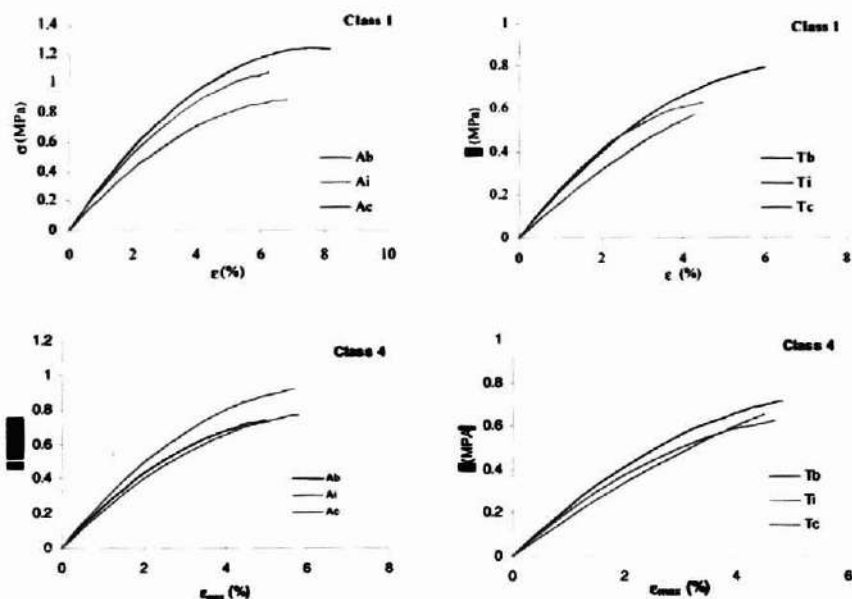 Class 1
1.4
1.2
1
0.8
0.6
0.4
0.2
0
σ(MPa)
Ab
Ai
Ac
0 2 4 6 8 10
ε(%)
Class 1
1
0.8
0.6
0.4
0.2
0
(MPa)
Tb
Ti
Tc
0 2 4 6 8
ε (%)
Class 4
1.2
1
0.8
0.6
0.4
0.2
0
Ab
Ai
Ac
0 2 4 6 8
(%)
Class 4
1
0.8
0.6
0.4
0.2
0
(MPA)
Tb
Ti
Tc
0 2 4 6
εmax (%)